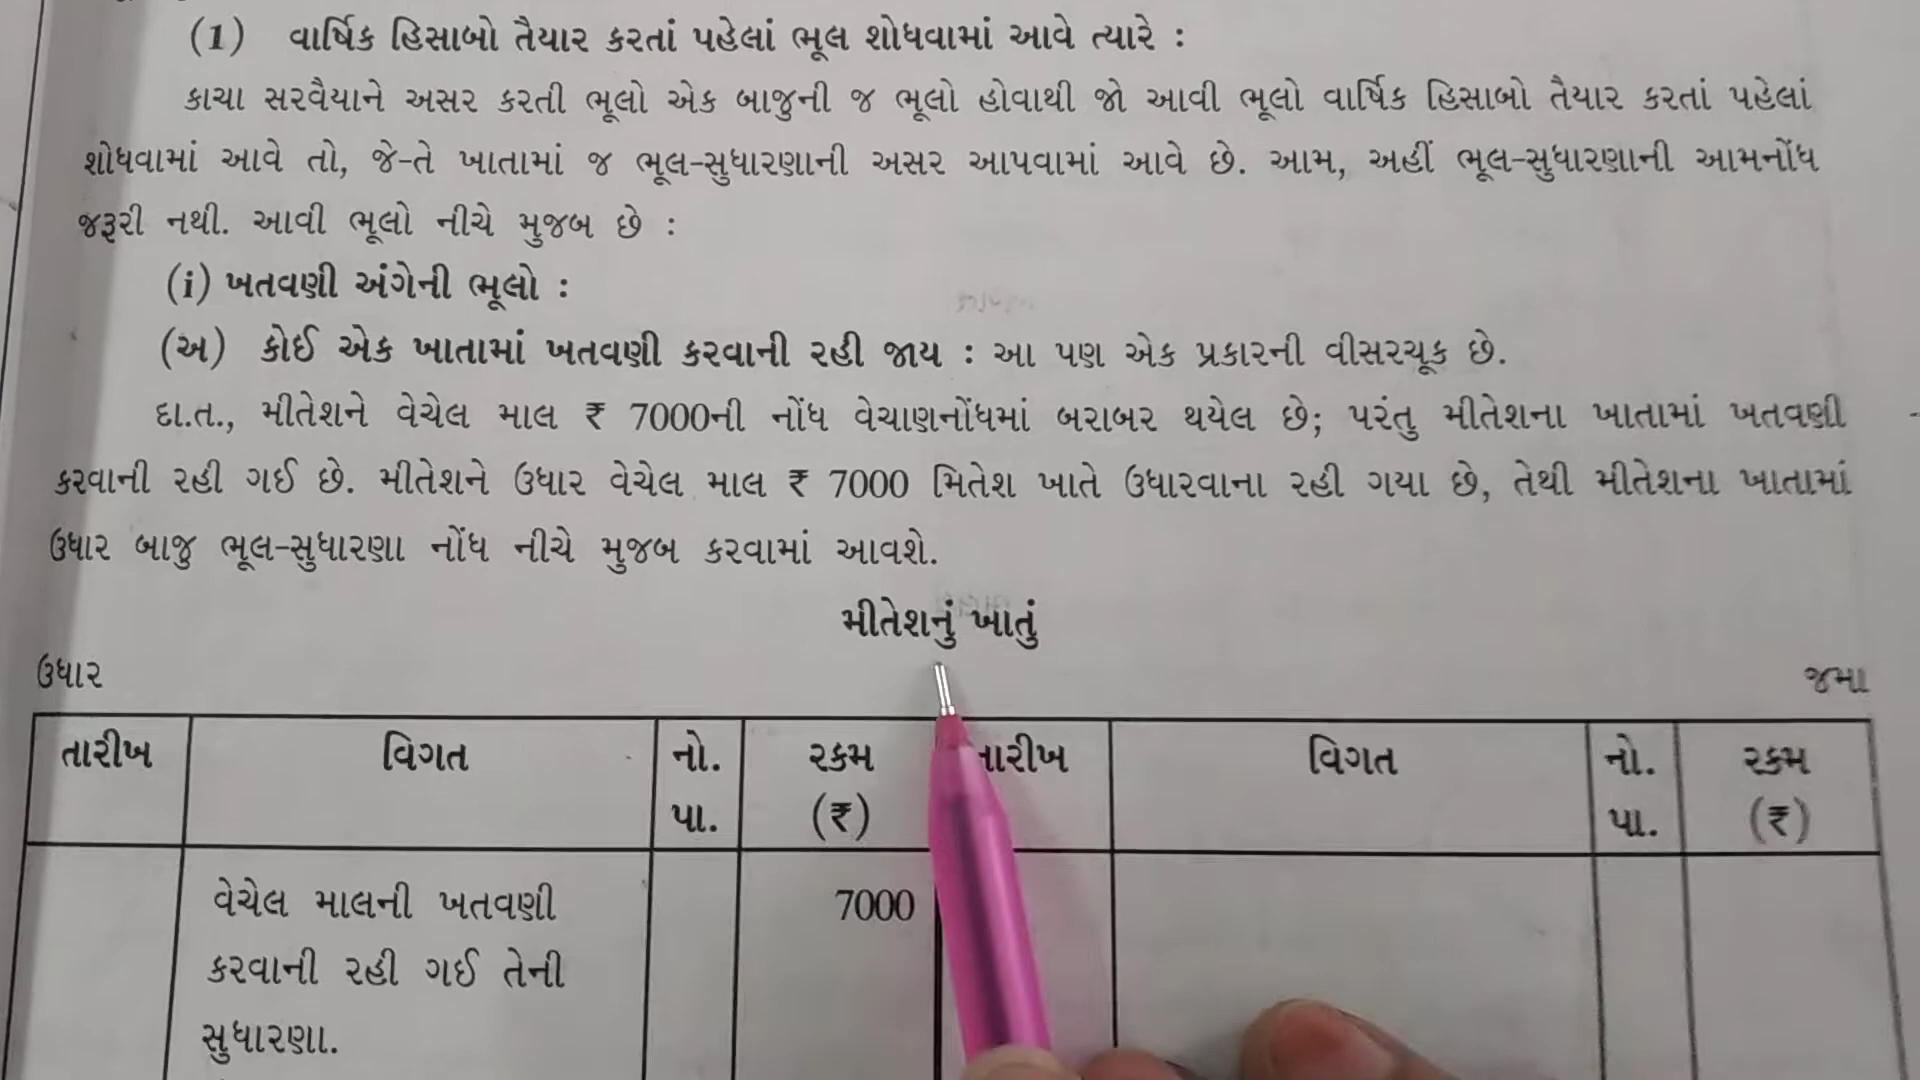 (1) વાર્ષિક હિસાબો તૈયાર કરતાં પહેલાં ભૂલ શોધવામાં આવે ત્યારે :
કાચા સરવૈયાને અસર કરતી ભૂલો એક બાજુની જ ભૂલો હોવાથી જો આવી ભૂલો વાર્ષિક હિસાબો તૈયાર કરતાં પહેલાં
શોધવામાં આવે તો, જે-તે ખાતામાં જ ભૂલ-સુધારણાની અસર આપવામાં આવે છે. આમ, અહીં ભૂલ-સુધારણાની આમનોંધ
જરૂરી નથી. આવી ભૂલો નીચે મુજબ છે :
(i) ખતવણી અંગેની ભૂલો :
(અ) કોઈ એક ખાતામાં ખતવણી કરવાની રહી જાય : આ પણ એક પ્રકારની વીસરચૂક છે.
દા.ત., મીતેશને વેચેલ માલ ₹ 7000ની નોંધ વેચાણનોંધમાં બરાબર થયેલ છે; પરંતુ મીતેશના ખાતામાં ખતવણી
કરવાની રહી ગઈ છે. મીતેશને ઉધાર વેચેલ માલ ₹ 7000 મિતેશ ખાતે ઉધારવાના રહી ગયા છે, તેથી મીતેશના ખાતામાં
ઉધાર બાજુ ભૂલ-સુધારણા નોંધ નીચે મુજબ કરવામાં આવશે.
મીતેશનું ખાતું
ઉધાર જમા
તારીખ વિગત નો. રકમ તારીખ વિગત નો. રકમ
પા. (₹) પા. (₹)
વેચેલ માલની ખતવણી 7000
કરવાની રહી ગઈ તેની
સુધારણા.